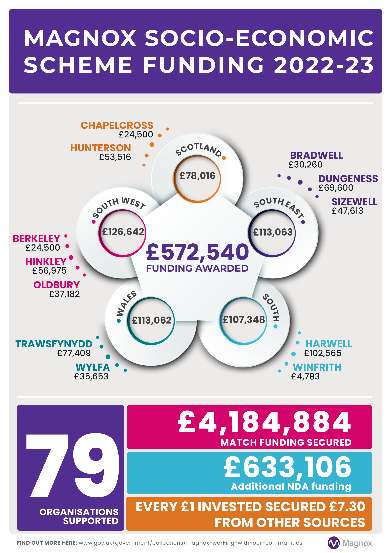 MAGNOX SOCIO-ECONOMIC
SCHEME FUNDING 2022-23
CHAPELCROSS
£24,500
HUNTERSON
£53,516
SCOTLAND
£78,016
BRADWELL
£30,260
DUNGENESS
£69,600
SIZEWELL
£47,613
SOUTH WEST
£126,642
SOUTH EAST
£113,063
BERKELEY
£24,500
HINKLEY
£56,975
OLDBURY
£37,182
£572,540
FUNDING AWARDED
WALES
£113,062
SOUTH
£107,348
TRAWSFYNYDD
£77,409
WYLFA
£35,653
HARWELL
£102,565
WINFRITH
£4,783
79
ORGANISATIONS
SUPPORTED
£4,184,884
MATCH FUNDING SECURED
£633,106
Additional NDA funding
EVERY £1 INVESTED SECURED £7.30
FROM OTHER SOURCES
FIND OUT MORE HERE:
Magnox